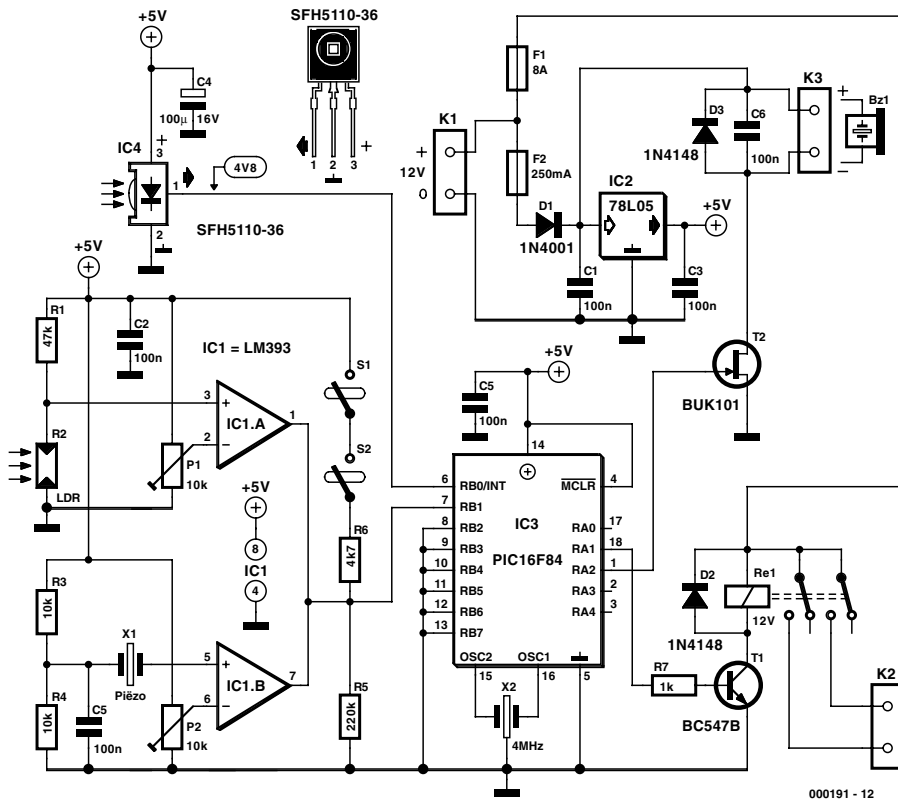 +5V
SFH5110-36
C4
100µ
16V
IC4
3
+
1
4V8
2
SFH5110-36
1
2
3
+
F1
8A
K1
+
12V
0
F2
250mA
D1
1N4001
IC2
78L05
+5V
C1
100n
C3
100n
D3
1N4148
C6
100n
K3
+
Bz1
–
+5V
R1
47k
C2
100n
IC1 = LM393
3
+
1
IC1.A
2
–
R2
LDR
P1
10k
S1
S2
+5V
8
IC1
4
R6
4k7
R3
10k
X1
Piëzo
5
+
7
IC1.B
6
–
R4
10k
C5
100n
P2
10k
R5
220k
+5V
C5
100n
14
6
RB0/INT
MCLR
4
7
RB1
8
RB2
IC3
RA0
17
9
RB3
PIC16F84
RA1
18
10
RB4
RA2
1
11
RB5
RA3
2
12
RB6
RA4
3
13
RB7
OSC2
OSC1
15
X2
16
5
4MHz
T2
BUK101
D2
1N4148
Re1
12V
R7
1k
T1
BC547B
K2
000191 - 12